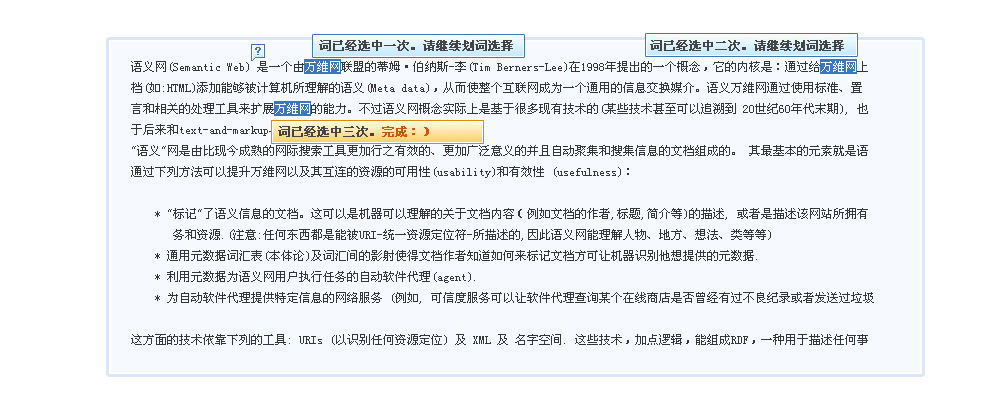 词已经选中一次。请继续划词选择
词已经选中二次。请继续划词选择
?
语义网(Semantic Web) 是一个由万维网联盟的蒂姆·伯纳斯-李(Tim Berners-Lee)在1998年提出的一个概念，它的内核是：通过给万维网上
档(如:HTML)添加能够被计算机所理解的语义(Meta data)，从而使整个互联网成为一个通用的信息交换媒介。语义万维网通过使用标准、置
言和相关的处理工具来扩展万维网的能力。不过语义网概念实际上是基于很多现有技术的(某些技术甚至可以追溯到 20世纪60年代末期)，也
于后来和text-and-markup-
词已经选中三次。完成：）
"语义"网是由比现今成熟的网际搜索工具更加行之有效的、更加广泛意义的并且自动聚集和搜集信息的文档组成的。 其最基本的元素就是语
通过下列方法可以提升万维网以及其互连的资源的可用性(usability)和有效性 (usefulness)：
* "标记"了语义信息的文档。这可以是机器可以理解的关于文档内容( 例如文档的作者,标题,简介等)的描述, 或者是描述该网站所拥有
务和资源. (注意:任何东西都是能被URI-统一资源定位符-所描述的,因此语义网能理解人物、地方、想法、类等等)
* 通用元数据词汇表(本体论)及词汇间的影射使得文档作者知道如何来标记文档方可让机器识别他想提供的元数据.
* 利用元数据为语义网用户执行任务的自动软件代理(agent).
* 为自动软件代理提供特定信息的网络服务 (例如, 可信度服务可以让软件代理查询某个在线商店是否曾经有过不良纪录或者发送过垃圾
这方面的技术依靠下列的工具: URIs (以识别任何资源定位) 及 XML 及 名字空间. 这些技术，加点逻辑，能组成RDF，一种用于描述任何事